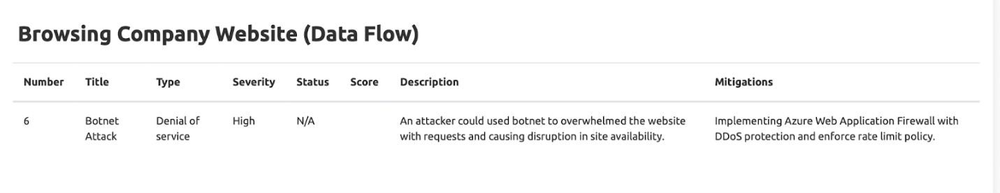 Browsing Company Website (Data Flow)
Number Title Type Severity Status Score Description Mitigations
6 Botnet Denial of High N/A An attacker could used botnet to overwhelmed the website Implementing Azure Web Application Firewall with
Attack service with requests and causing disruption in site availability. DDoS protection and enforce rate limit policy.